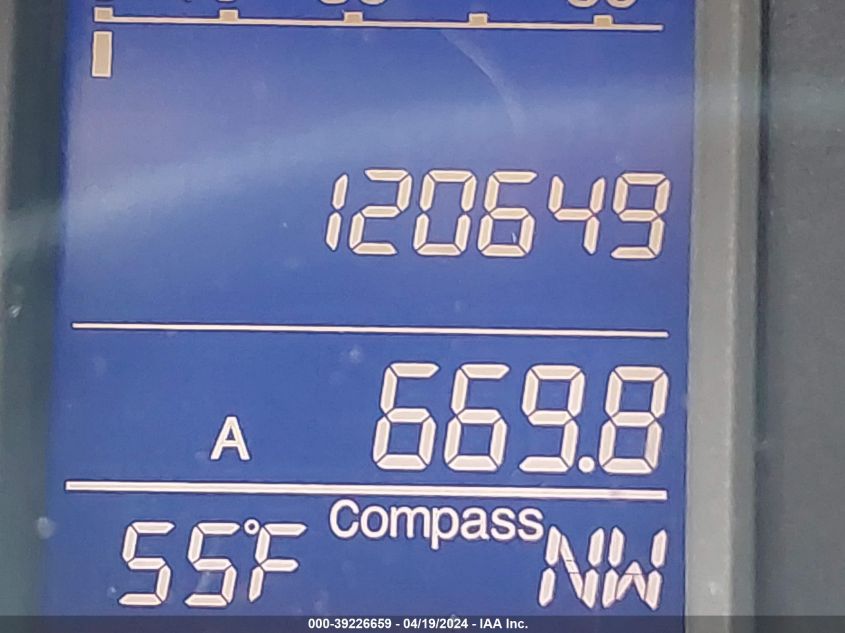 120649
A 669.8
Compass
55°F NW
000-39226659 - 04/19/2024 - IAA Inc.